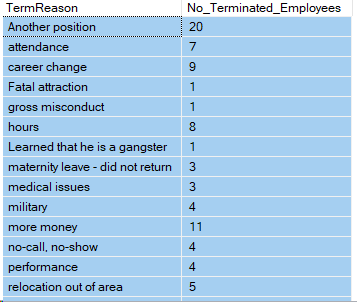 TermReason No_Terminated_Employees
Another position 20
attendance 7
career change 9
Fatal attraction 1
gross misconduct 1
hours 8
Learned that he is a gangster 1
maternity leave - did not return 3
medical issues 3
military 4
more money 11
no-call, no-show 4
performance 4
relocation out of area 5